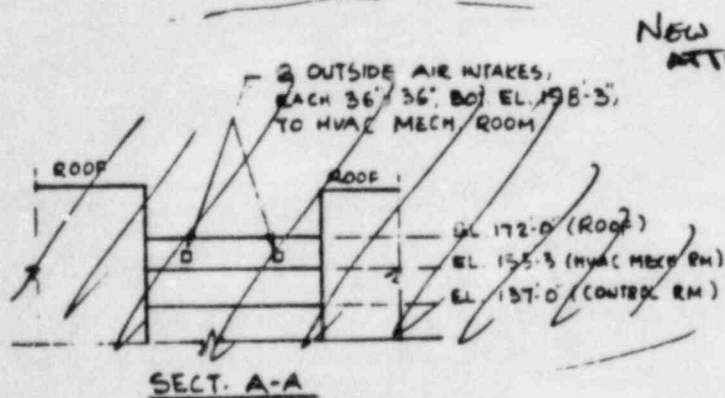 NEW
2 OUTSIDE AIR INTAKES,
EACH 36" 36", BOT EL. 158'-3",
TO HVAC MECH. ROOM
ROOF
ROOF
EL. 172'-0" (ROOF)
EL. 155'-3 (HVAC MECH RM)
EL. 137'-0" (CONTROL RM)
SECT. A-A